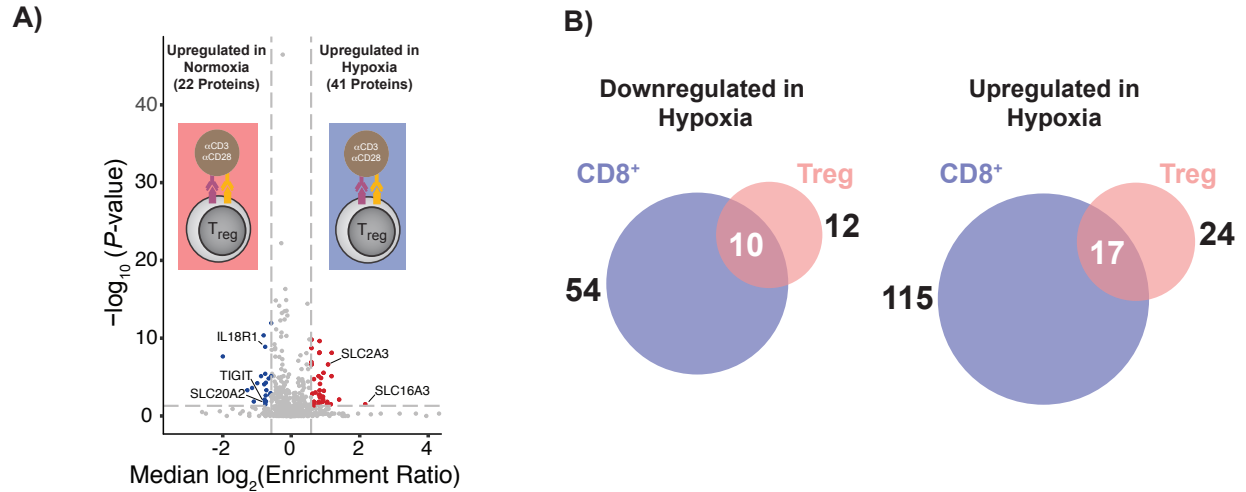 A)
Upregulated in
Normoxia
(22 Proteins)
Upregulated in
Hypoxia
(41 Proteins)
αCD3
αCD28
Treg
αCD3
αCD28
Treg
40
30
20
10
0
−log10 (P-value)
IL18R1
TIGIT
SLC20A2
SLC2A3
SLC16A3
-2
0
2
4
Median log2(Enrichment Ratio)
B)
Downregulated in
Hypoxia
CD8+
Treg
10
12
54
Upregulated in
Hypoxia
CD8+
Treg
17
24
115